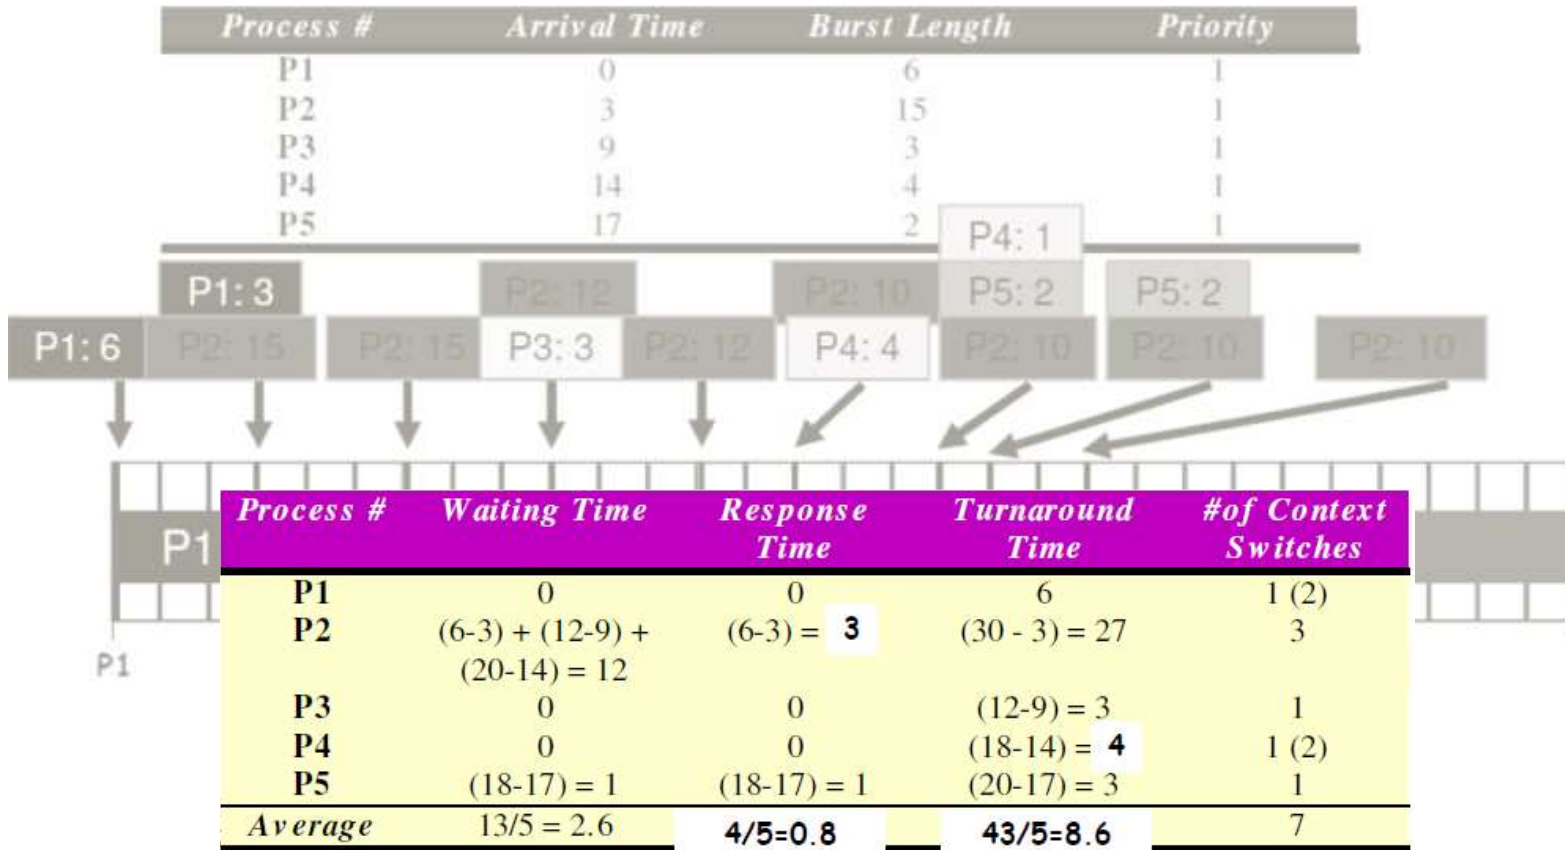 Process # Arrival Time Burst Length Priority
P1 0 6 1
P2 3 15 1
P3 9 3 1
P4 14 4 1
P5 17 2 1
P4: 1
P1: 3 P2: 12 P2: 10 P5: 2 P5: 2
P1: 6 P2: 15 P2: 15 P3: 3 P2: 12 P4: 4 P2: 10 P2: 10 P2: 10
Process # Waiting Time Response Turnaround #of Context
Time Time Switches
P1
P1 0 0 6 1 (2)
P2 (6-3) + (12-9) + (6-3) = 3 (30 - 3) = 27 3
(20-14) = 12
P1
P3 0 0 (12-9) = 3 1
P4 0 0 (18-14) = 4 1 (2)
P5 (18-17) = 1 (18-17) = 1 (20-17) = 3 1
Average 13/5 = 2.6 4/5=0.8 43/5=8.6 7